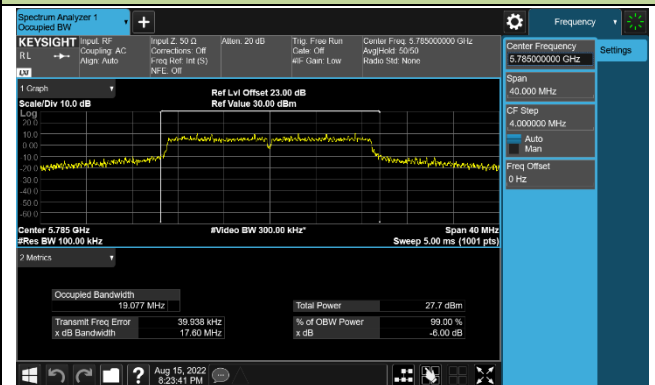 Spectrum Analyzer 1
Occupied BW
+
Frequency
KEYSIGHT
RL
LXI
Input: RF
Coupling: AC
Align: Auto
Input Z: 50 Ω
Corrections: Off
Freq Ref: Int (S)
NFE: Off
Atten: 20 dB
Trig: Free Run
Gate: Off
#IF Gain: Low
Center Freq: 5.785000000 GHz
Avg|Hold: 50/50
Radio Std: None
Center Frequency
5.785000000 GHz
Settings
Span
40.000 MHz
CF Step
4.000000 MHz
Auto
Man
Freq Offset
0 Hz
1 Graph
Scale/Div 10.0 dB
Ref Lvl Offset 23.00 dB
Ref Value 30.00 dBm
Log
20.0
10.0
0.00
-10.0
-20.0
-30.0
-40.0
-50.0
-60.0
Center 5.785 GHz
#Res BW 100.00 kHz
#Video BW 300.00 kHz*
Span 40 MHz
Sweep 5.00 ms (1001 pts)
2 Metrics
Occupied Bandwidth
19.077 MHz
Total Power 27.7 dBm
Transmit Freq Error 39.938 kHz
% of OBW Power 99.00 %
x dB Bandwidth 17.60 MHz
x dB -6.00 dB
?
Aug 15, 2022
8:23:41 PM